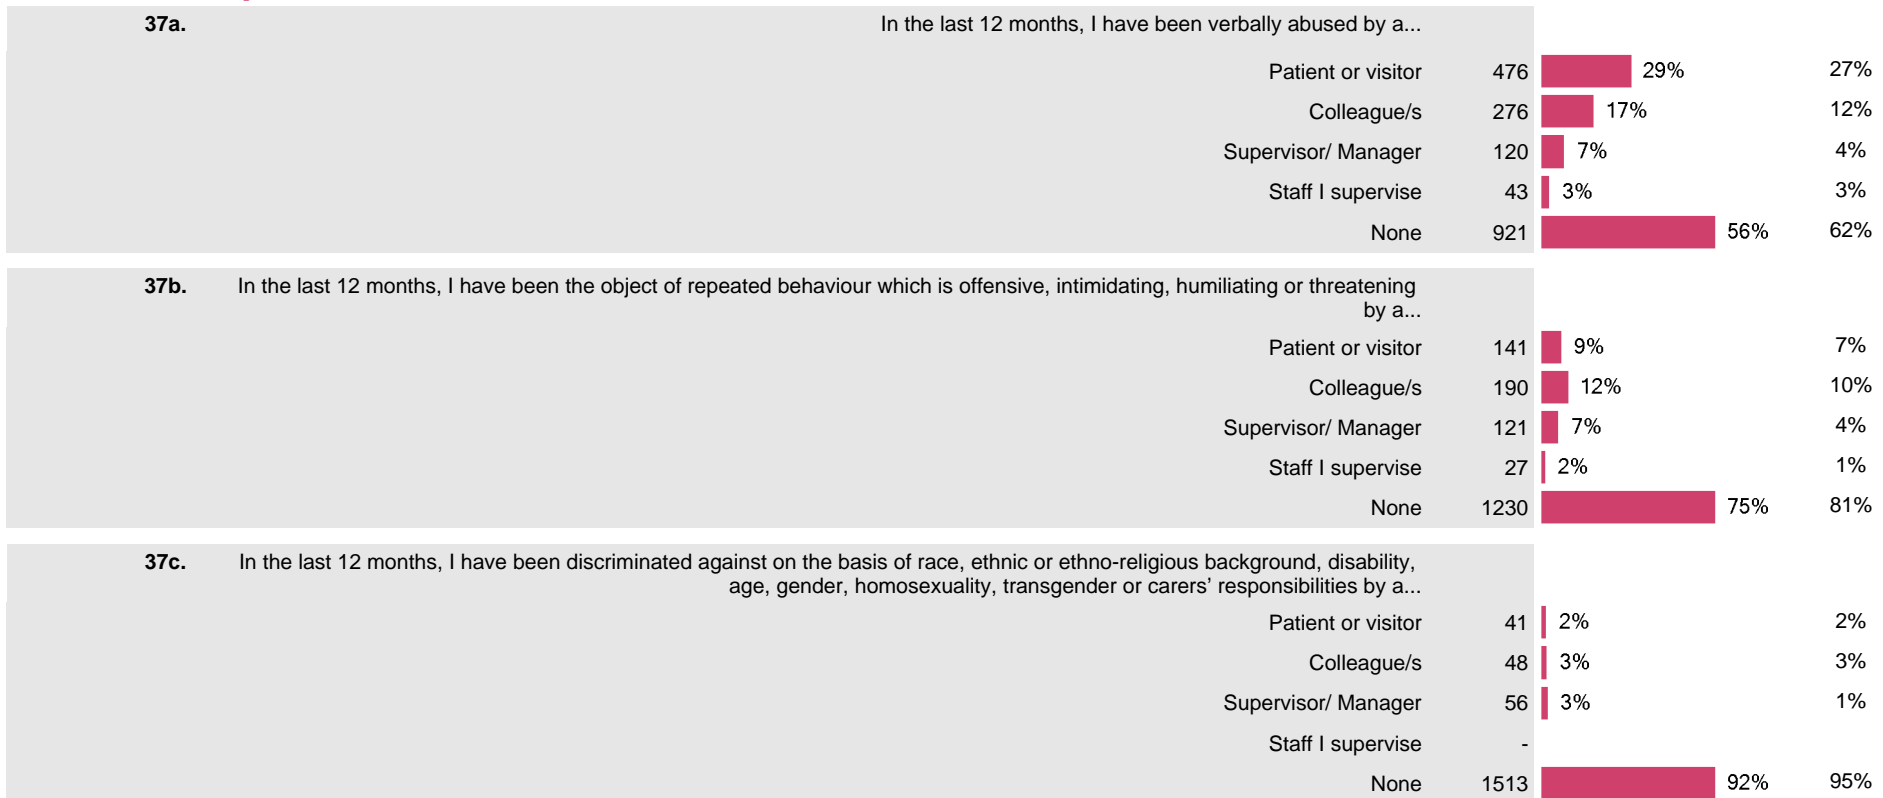 37a. In the last 12 months, I have been verbally abused by a...
Patient or visitor 476 29% 27%
Colleague/s 276 17% 12%
Supervisor/ Manager 120 7% 4%
Staff I supervise 43 3% 3%
None 921 56% 62%
37b. In the last 12 months, I have been the object of repeated behaviour which is offensive, intimidating, humiliating or threatening
by a...
Patient or visitor 141 9% 7%
Colleague/s 190 12% 10%
Supervisor/ Manager 121 7% 4%
Staff I supervise 27 2% 1%
None 1230 75% 81%
37c. In the last 12 months, I have been discriminated against on the basis of race, ethnic or ethno-religious background, disability,
age, gender, homosexuality, transgender or carers’ responsibilities by a...
Patient or visitor 41 2% 2%
Colleague/s 48 3% 3%
Supervisor/ Manager 56 3% 1%
Staff I supervise -
None 1513 92% 95%